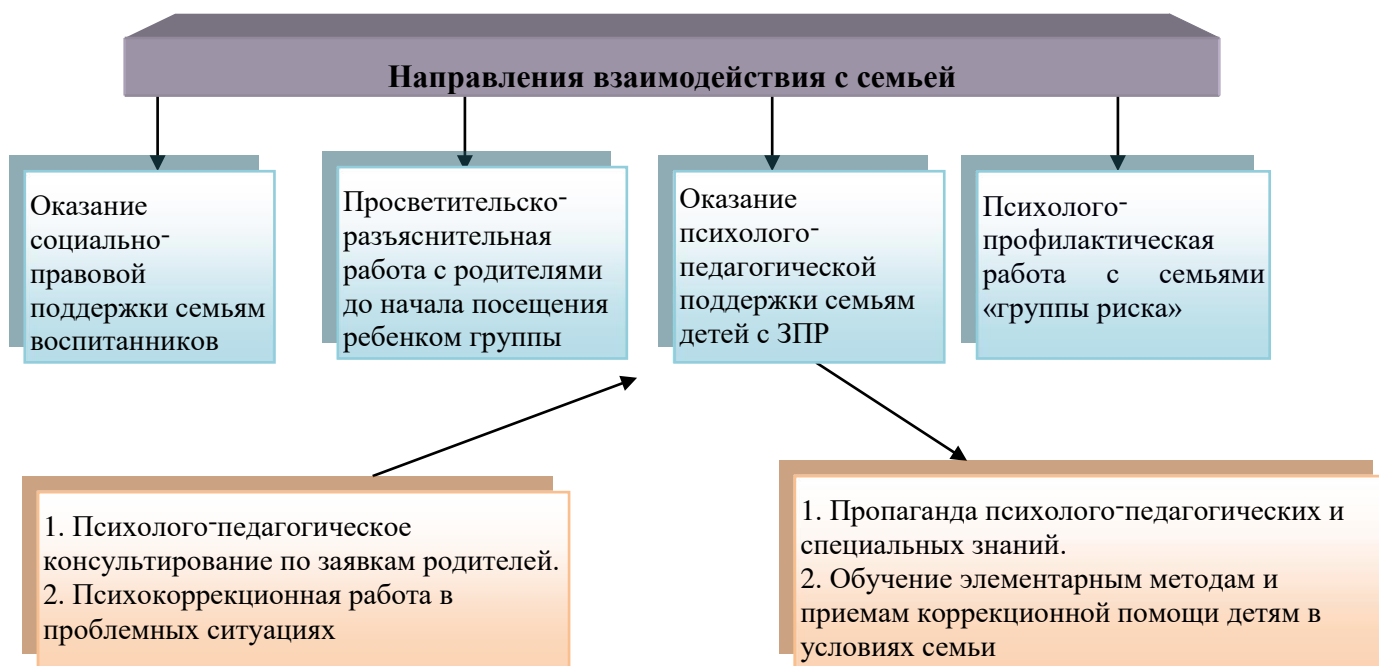 Направления взаимодействия с семьей
Оказание
социально-
правовой
поддержки семьям
воспитанников
Просветительско-
разъяснительная
работа с родителями
до начала посещения
ребенком группы
Оказание
психолого-
педагогической
поддержки семьям
детей с ЗПР
Психолого-
профилактическая
работа с семьями
«группы риска»
1. Психолого-педагогическое
консультирование по заявкам родителей.
2. Психокоррекционная работа в
проблемных ситуациях
1. Пропаганда психолого-педагогических и
специальных знаний.
2. Обучение элементарным методам и
приемам коррекционной помощи детям в
условиях семьи